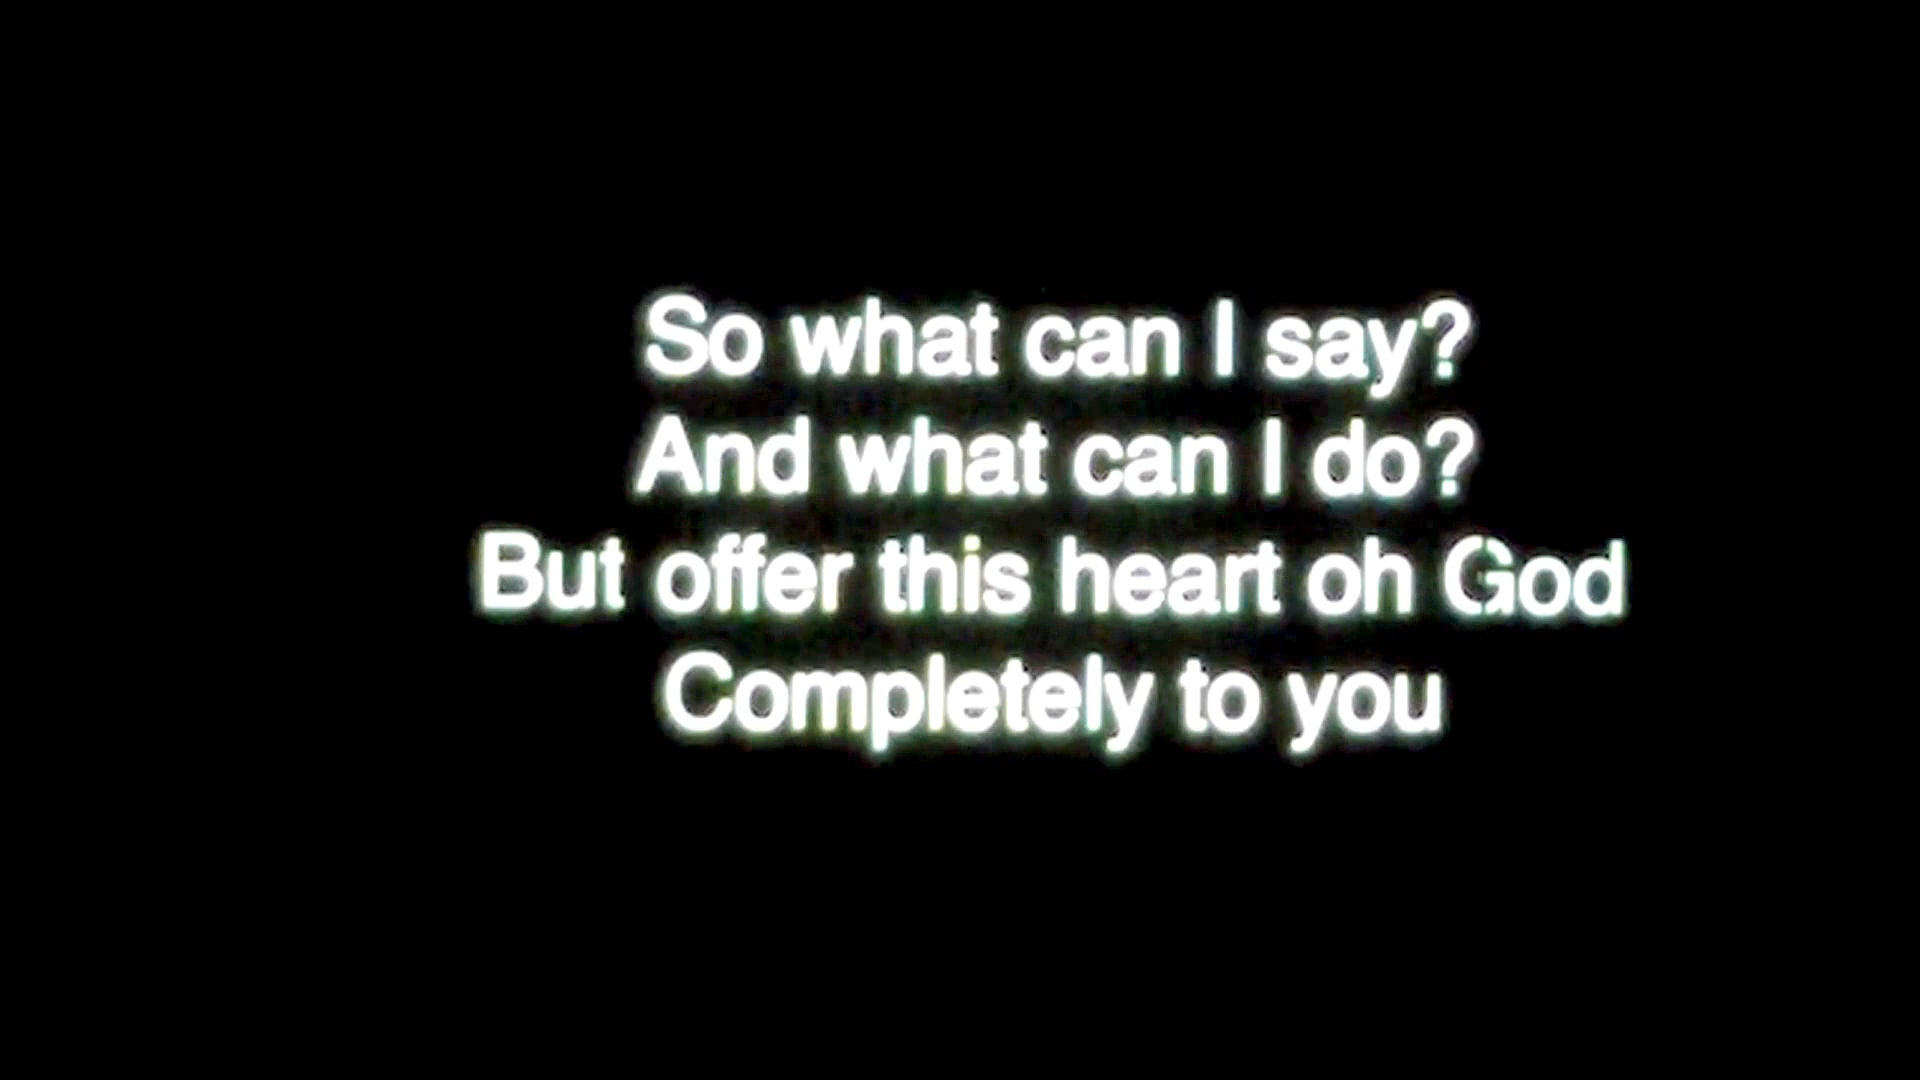 So what can I say?
And what can I do?
But offer this heart oh God
Completely to you